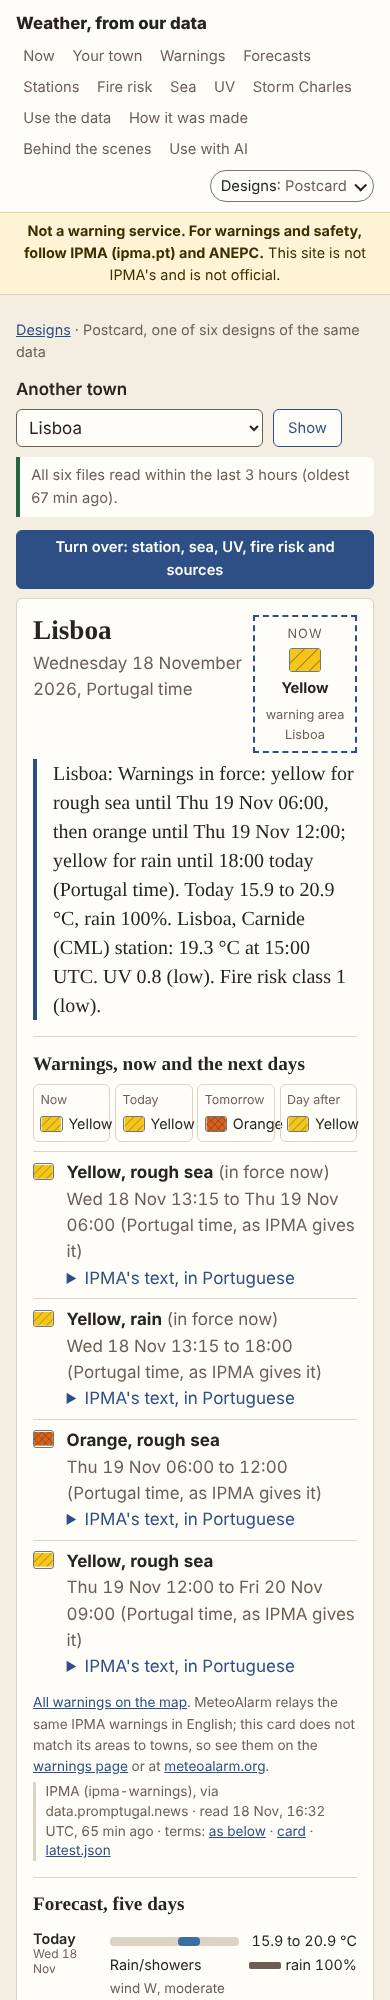 Weather, from our data
Now Your town Warnings Forecasts
Stations Fire risk Sea UV Storm Charles
Use the data How it was made
Behind the scenes Use with AI
Designs: Postcard
Not a warning service. For warnings and safety,
follow IPMA (ipma.pt) and ANEPC. This site is not
IPMA's and is not official.
Designs · Postcard, one of six designs of the same
data
Another town
Lisboa Show
All six files read within the last 3 hours (oldest
67 min ago).
Turn over: station, sea, UV, fire risk and
sources
Lisboa
Wednesday 18 November
2026, Portugal time
NOW
Yellow
warning area
Lisboa
Lisboa: Warnings in force: yellow for
rough sea until Thu 19 Nov 06:00,
then orange until Thu 19 Nov 12:00;
yellow for rain until 18:00 today
(Portugal time). Today 15.9 to 20.9
°C, rain 100%. Lisboa, Carnide
(CML) station: 19.3 °C at 15:00
UTC. UV 0.8 (low). Fire risk class 1
(low).
Warnings, now and the next days
Now Today Tomorrow Day after
Yellow Yellow Orange Yellow
Yellow, rough sea (in force now)
Wed 18 Nov 13:15 to Thu 19 Nov
06:00 (Portugal time, as IPMA gives
it)
IPMA's text, in Portuguese
Yellow, rain (in force now)
Wed 18 Nov 13:15 to 18:00
(Portugal time, as IPMA gives it)
IPMA's text, in Portuguese
Orange, rough sea
Thu 19 Nov 06:00 to 12:00
(Portugal time, as IPMA gives it)
IPMA's text, in Portuguese
Yellow, rough sea
Thu 19 Nov 12:00 to Fri 20 Nov
09:00 (Portugal time, as IPMA gives
it)
IPMA's text, in Portuguese
All warnings on the map. MeteoAlarm relays the
same IPMA warnings in English; this card does not
match its areas to towns, so see them on the
warnings page or at meteoalarm.org.
IPMA (ipma-warnings), via
data.promptugal.news · read 18 Nov, 16:32
UTC, 65 min ago · terms: as below · card ·
latest.json
Forecast, five days
Today 15.9 to 20.9 °C
Wed 18
Nov
Rain/showers rain 100%
wind W, moderate